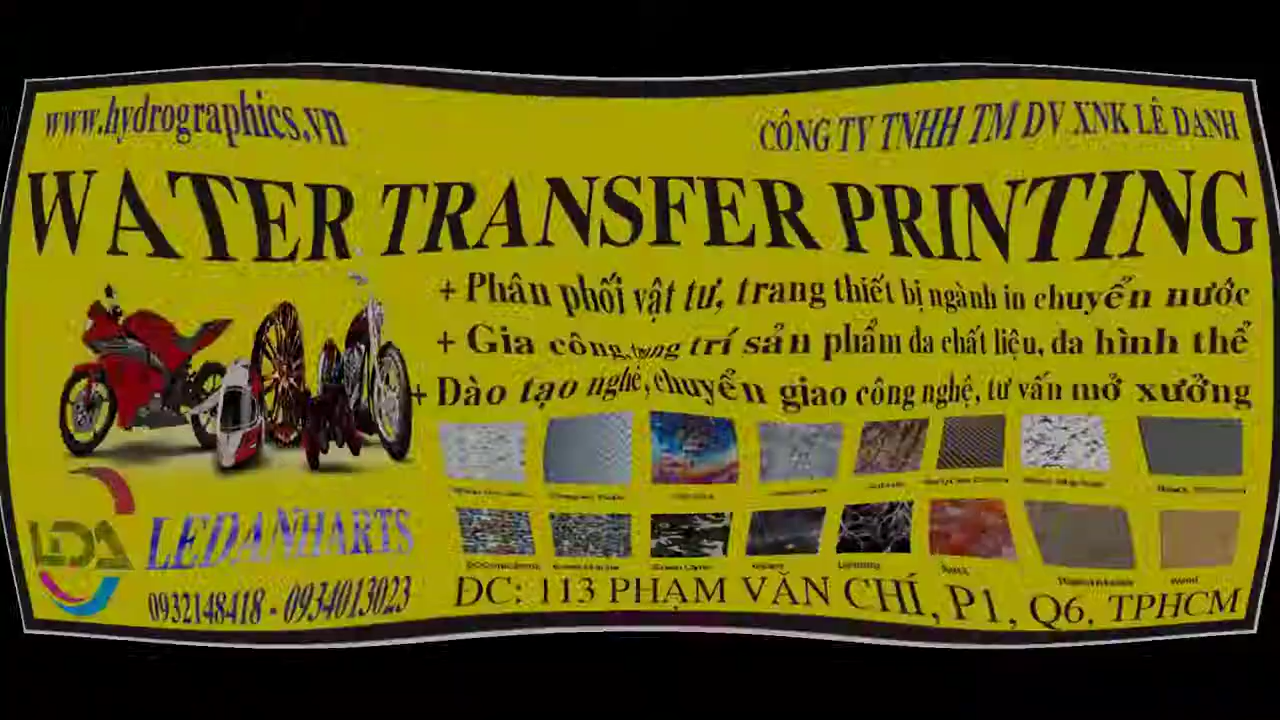 www.hydrographics.vn
CÔNG TY TNHH TM DV XNK LÊ DANH
WATER TRANSFER PRINTING
+ Phân phối vật tư, trang thiết bị ngành in chuyển nước
+ Gia công, trang trí sản phẩm đa chất liệu, đa hình thể
+ Đào tạo nghề, chuyển giao công nghệ, tư vấn mở xưởng
LDA
LEDANHARTS
0932148418 - 0934013023
ĐC: 113 PHẠM VĂN CHÍ, P1, Q6, TPHCM